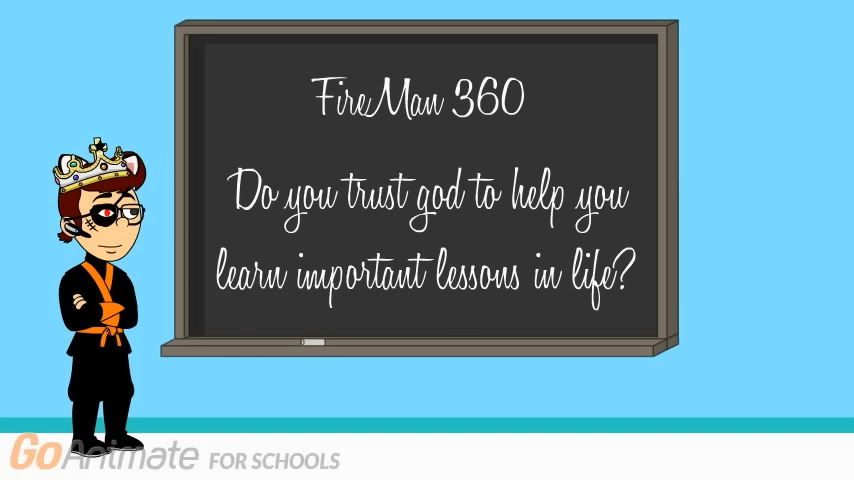 FireMan 360
Do you trust god to help you
learn important lessons in life?
GoAnimate FOR SCHOOLS